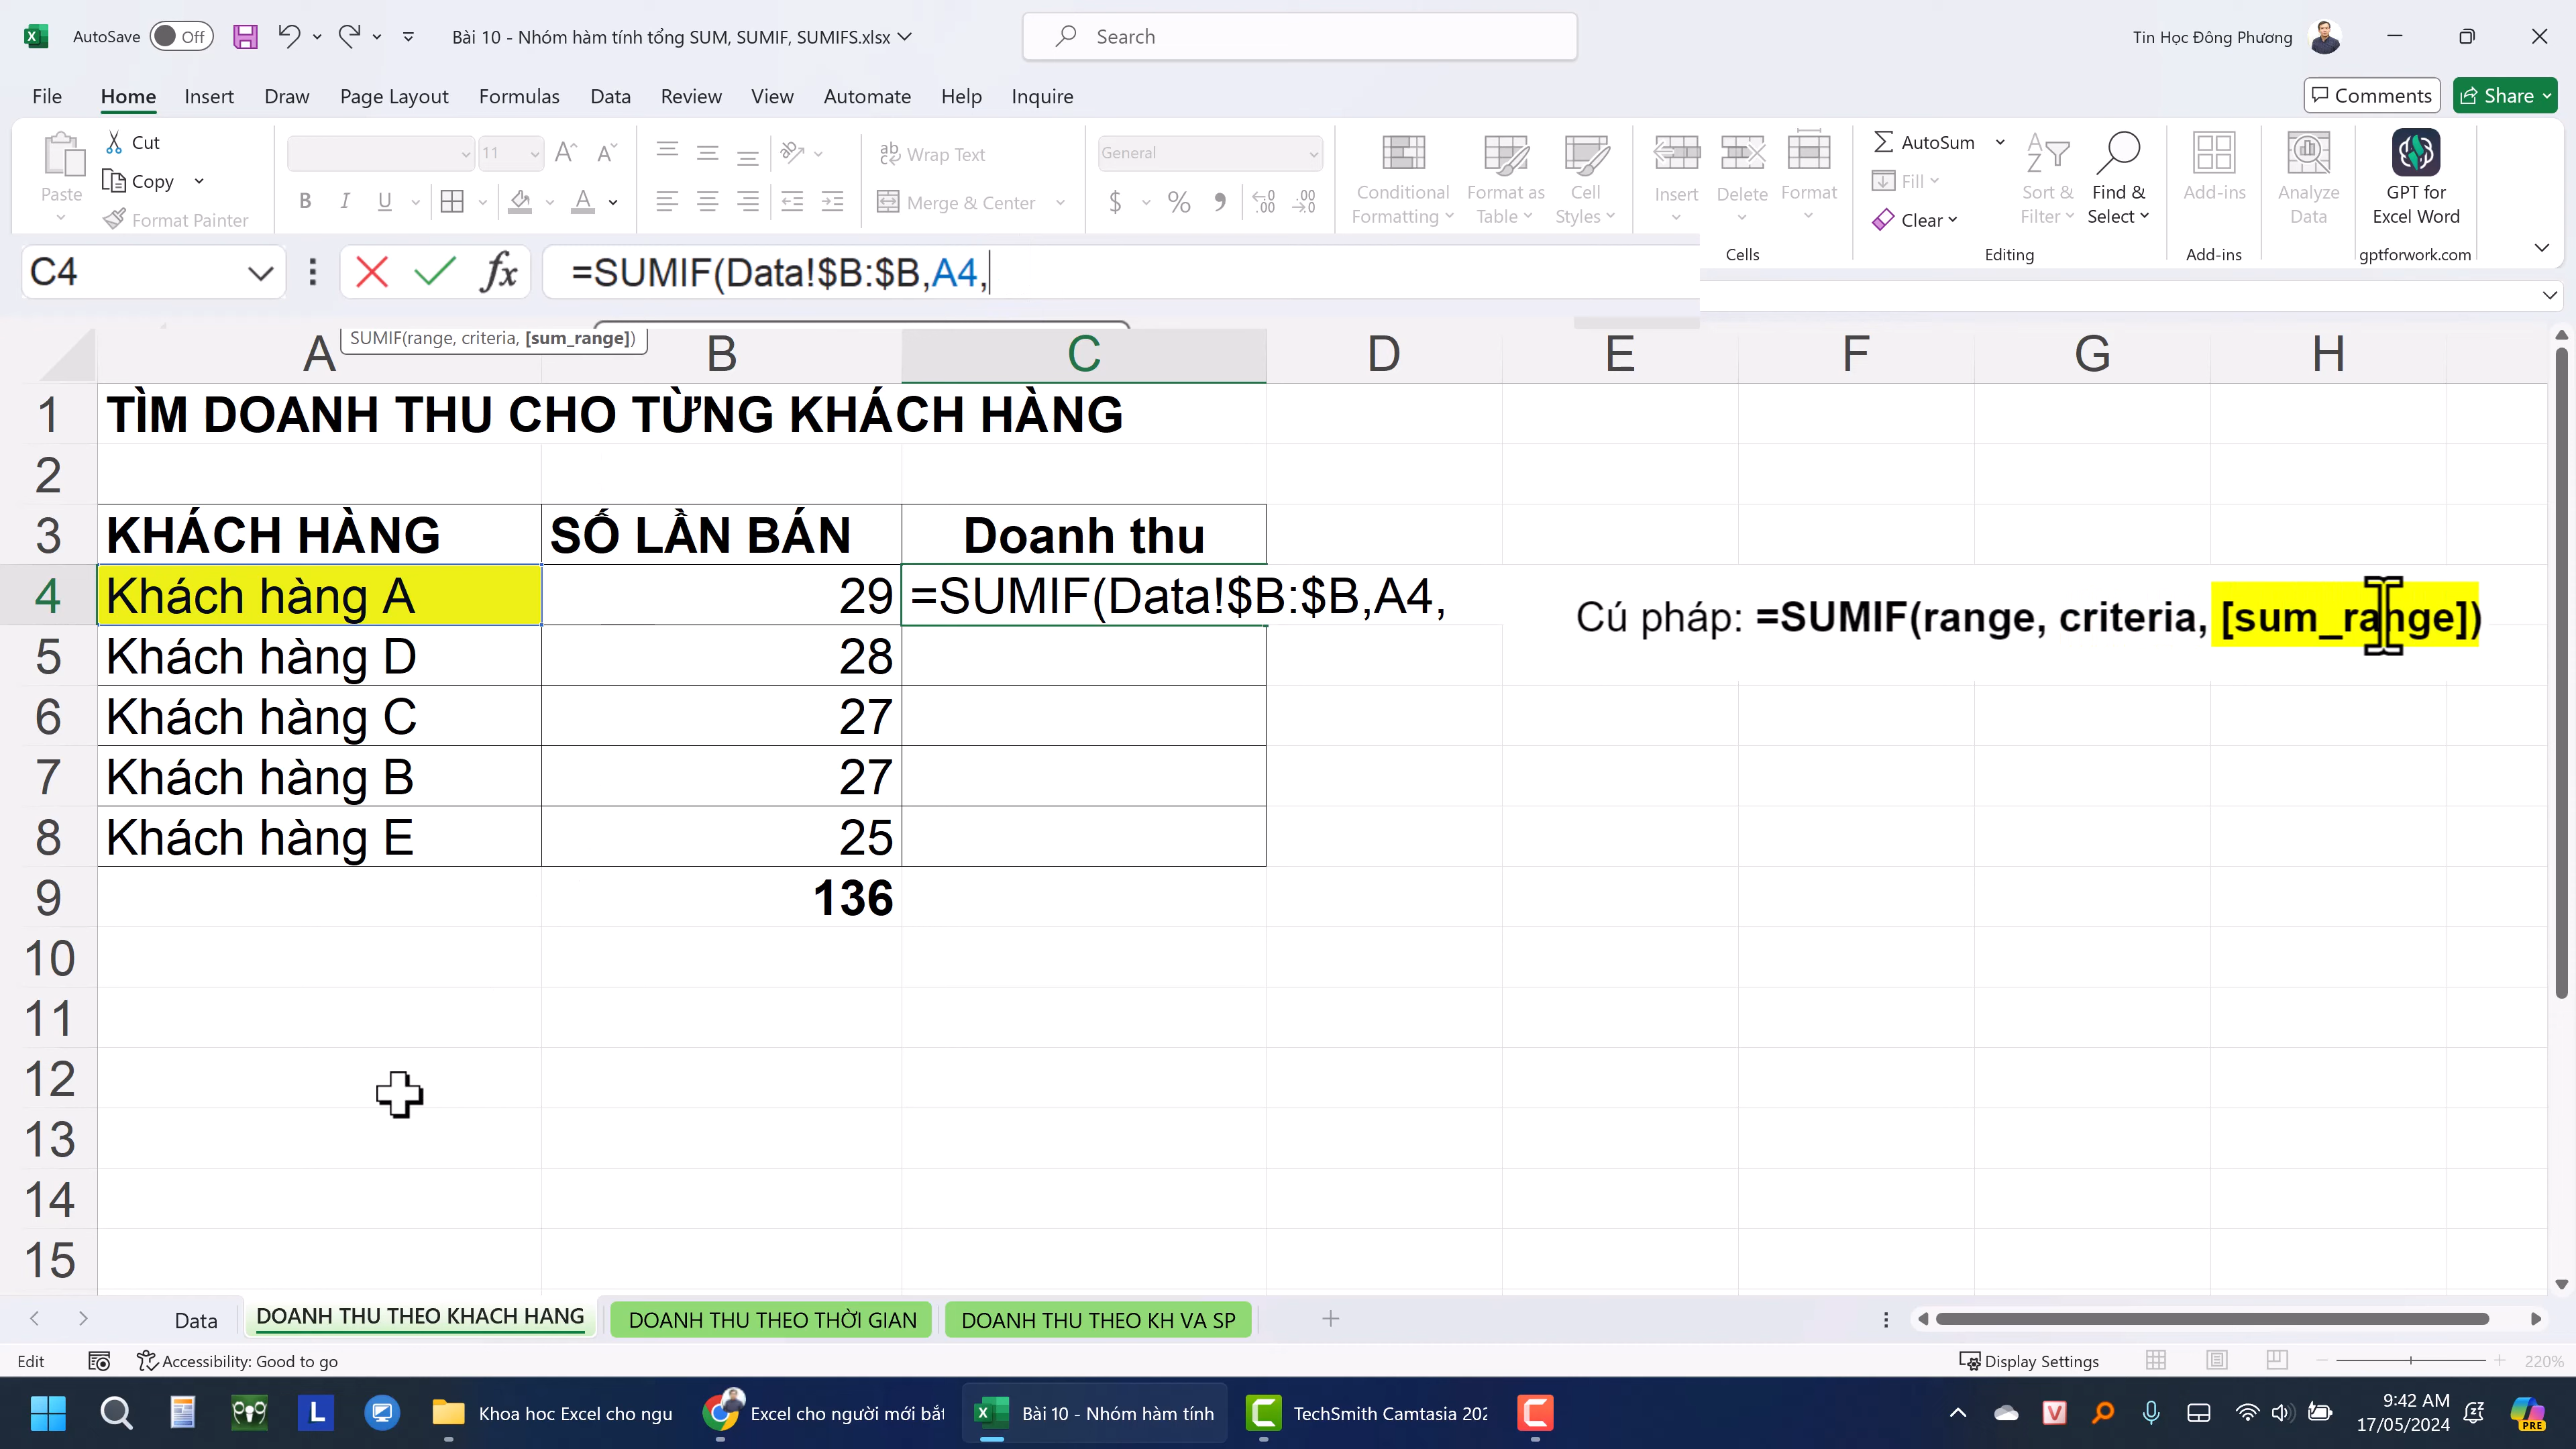 AutoSave Off Bài 10 - Nhóm hàm tính tổng SUM, SUMIF, SUMIFS.xlsx Search Tin Học Đông Phương
File Home Insert Draw Page Layout Formulas Data Review View Automate Help Inquire Comments Share
Paste Cut Copy Format Painter
11 B I U
Wrap Text Merge & Center
General $ %
Conditional Formatting Format as Table Cell Styles
Insert Delete Format Cells
AutoSum Fill Clear Sort & Filter Find & Select Editing
Add-ins Add-ins
Analyze Data
GPT for Excel Word gptforwork.com
C4 fx =SUMIF(Data!$B:$B,A4,
SUMIF(range, criteria, [sum_range])
A B C D E F G H
1 TÌM DOANH THU CHO TỪNG KHÁCH HÀNG
2
3 KHÁCH HÀNG SỐ LẦN BÁN Doanh thu
4 Khách hàng A 29 =SUMIF(Data!$B:$B,A4,
Cú pháp: =SUMIF(range, criteria, [sum_range])
5 Khách hàng D 28
6 Khách hàng C 27
7 Khách hàng B 27
8 Khách hàng E 25
9 136
10
11
12
13
14
15
Data DOANH THU THEO KHACH HANG DOANH THU THEO THỜI GIAN DOANH THU THEO KH VA SP
Edit Accessibility: Good to go Display Settings 220%
Khoa hoc Excel cho ngu Excel cho người mới bắt Bài 10 - Nhóm hàm tính TechSmith Camtasia 202 9:42 AM
17/05/2024
PRE